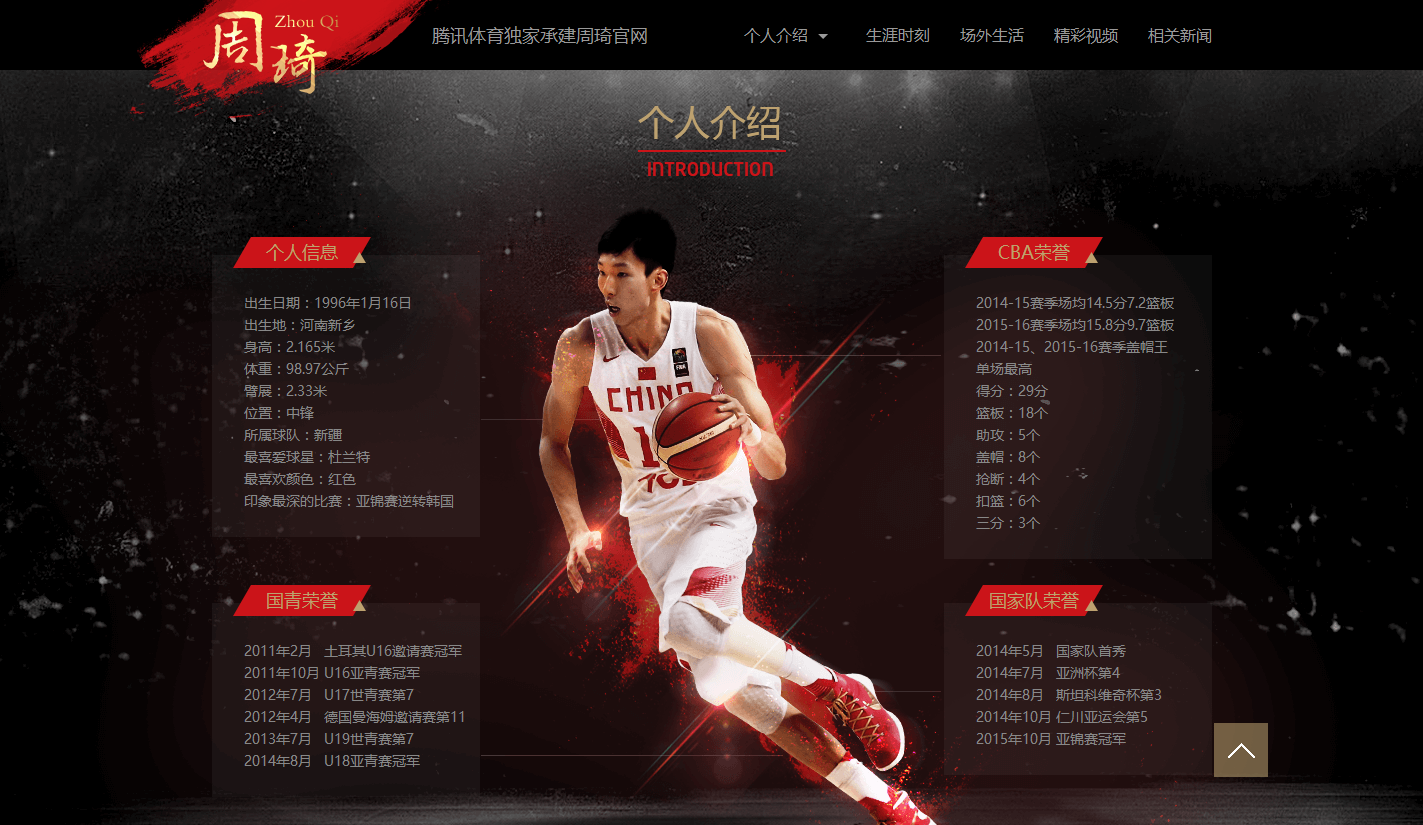 周琦
Zhou Qi
腾讯体育独家承建周琦官网
个人介绍
生涯时刻
场外生活
精彩视频
相关新闻
个人介绍
INTRODUCTION
个人信息
出生日期：1996年1月16日
出生地：河南新乡
身高：2.165米
体重：98.97公斤
臂展：2.33米
位置：中锋
所属球队：新疆
最喜爱球星：杜兰特
最喜欢颜色：红色
印象最深的比赛：亚锦赛逆转韩国
CBA荣誉
2014-15赛季场均14.5分7.2篮板
2015-16赛季场均15.8分9.7篮板
2014-15、2015-16赛季盖帽王
单场最高
得分：29分
篮板：18个
助攻：5个
盖帽：8个
抢断：4个
扣篮：6个
三分：3个
CHINA
国青荣誉
2011年2月 土耳其U16邀请赛冠军
2011年10月 U16亚青赛冠军
2012年7月 U17世青赛第7
2012年4月 德国曼海姆邀请赛第11
2013年7月 U19世青赛第7
2014年8月 U18亚青赛冠军
国家队荣誉
2014年5月 国家队首秀
2014年7月 亚洲杯第4
2014年8月 斯坦科维奇杯第3
2014年10月 仁川亚运会第5
2015年10月 亚锦赛冠军